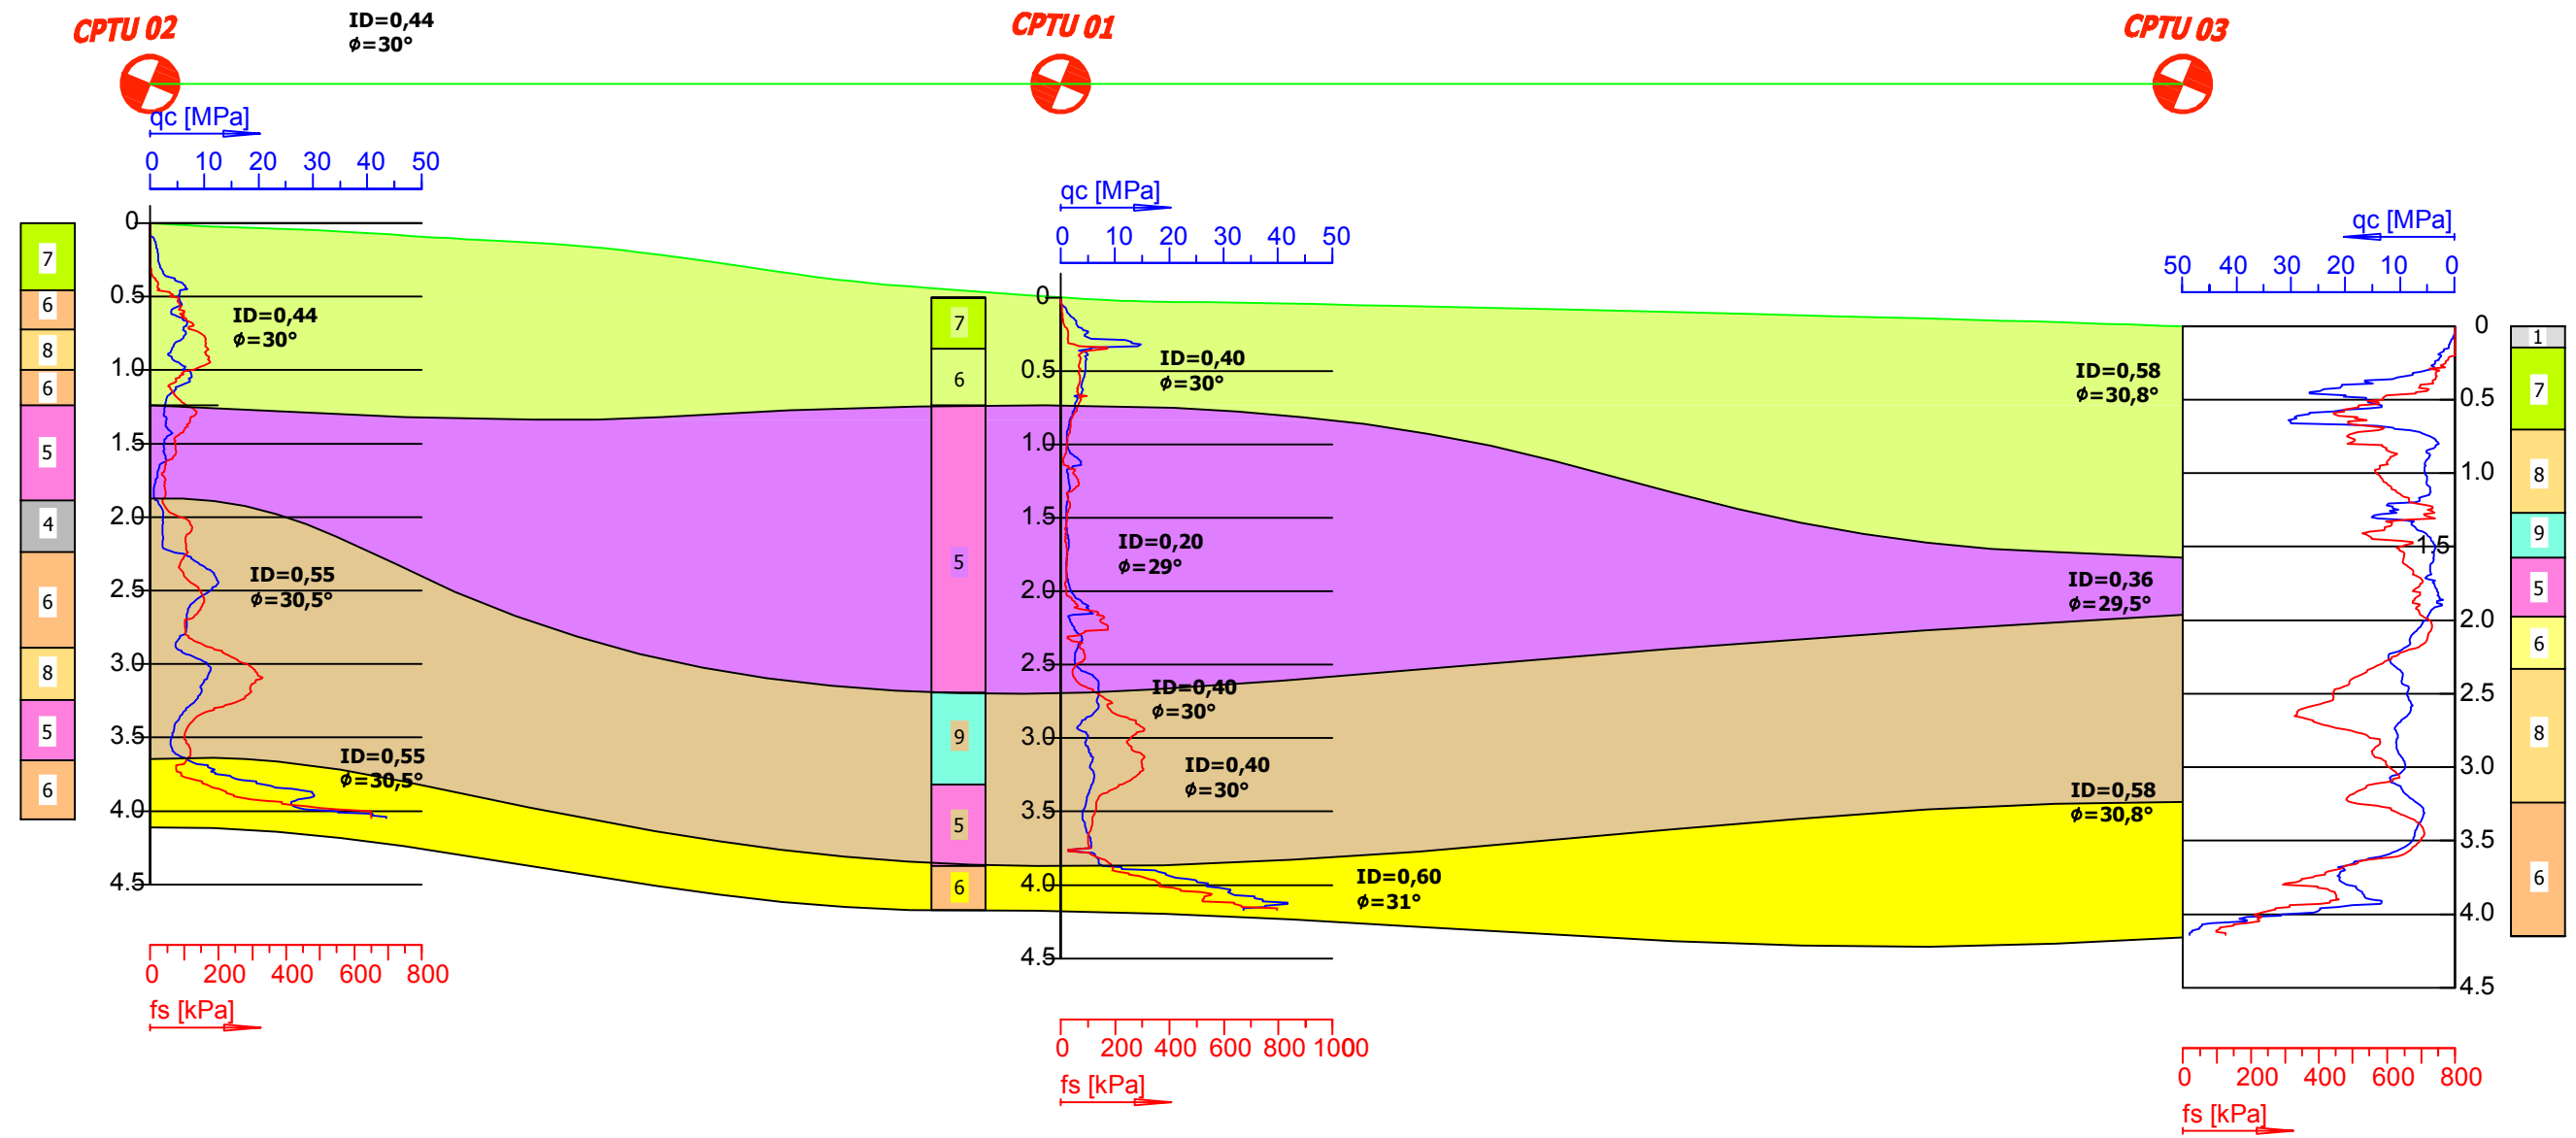 CPTU 02
ID=0,44
ø=30°
CPTU 01
CPTU 03
qc [MPa]
0 10 20 30 40 50
qc [MPa]
0 10 20 30 40 50
qc [MPa]
50 40 30 20 10 0
7
6
8
6
5
4
6
8
5
6
0
0.5
1.0
1.5
2.0
2.5
3.0
3.5
4.0
4.5
ID=0,44
ø=30°
ID=0,55
ø=30,5°
ID=0,55
ø=30,5°
0 200 400 600 800
fs [kPa]
7
6
5
9
5
6
0
0.5
1.0
1.5
2.0
2.5
3.0
3.5
4.0
4.5
ID=0,40
ø=30°
ID=0,20
ø=29°
ID=0,40
ø=30°
ID=0,40
ø=30°
ID=0,60
ø=31°
0 200 400 600 800 1000
fs [kPa]
ID=0,58
ø=30,8°
ID=0,36
ø=29,5°
ID=0,58
ø=30,8°
0
0.5
1.0
1.5
2.0
2.5
3.0
3.5
4.0
4.5
1
7
8
9
5
6
8
6
0 200 400 600 800
fs [kPa]